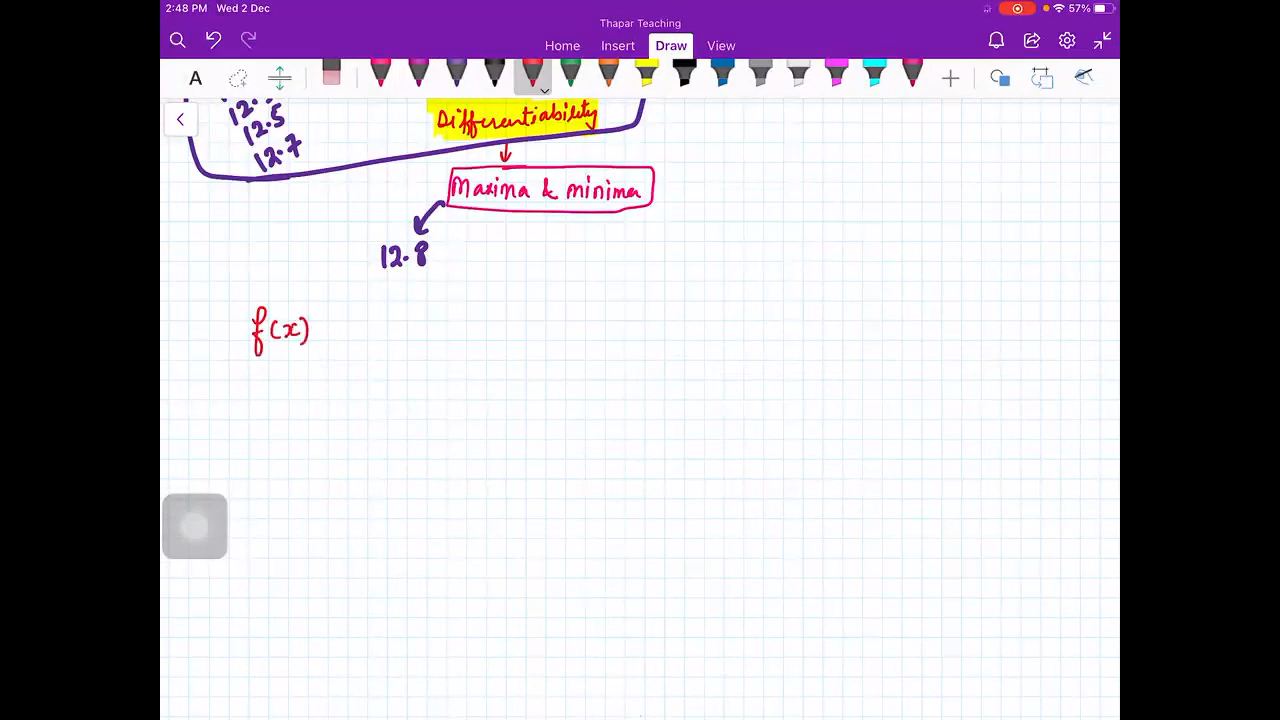 2:48 PM Wed 2 Dec
57%
Thapar Teaching
Home Insert Draw View
A
Differentiability
12.5
12.7
Maxima & minima
12.8
f(x)